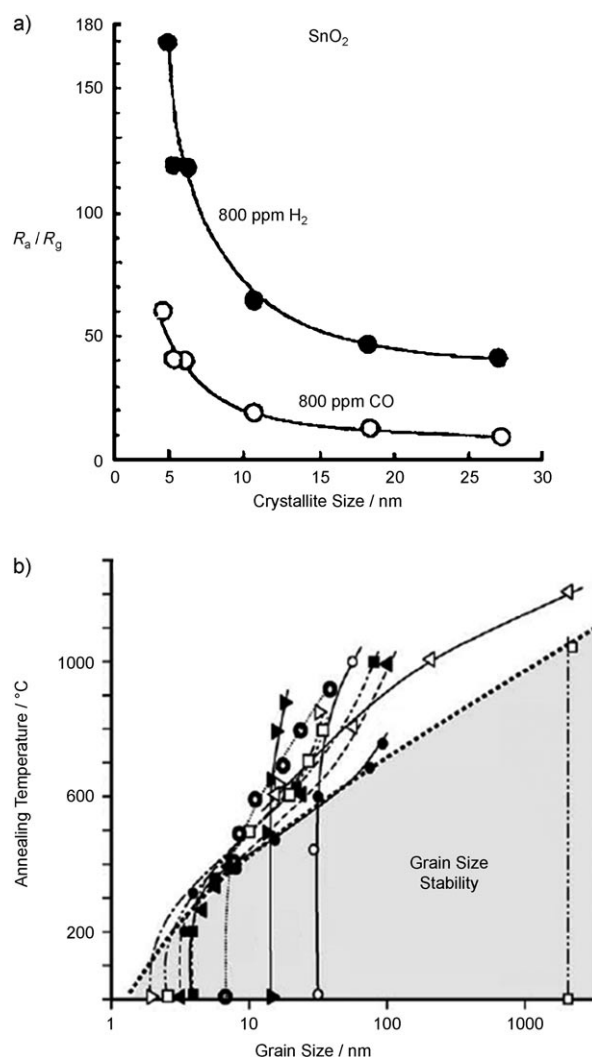 a)
SnO2
180
150
800 ppm H2
100
Ra / Rg
50
800 ppm CO
0
0 5 10 15 20 25 30
Crystallite Size / nm
b)
1000
Annealing Temperature / °C
600
Grain Size
Stability
200
1 10 100 1000
Grain Size / nm